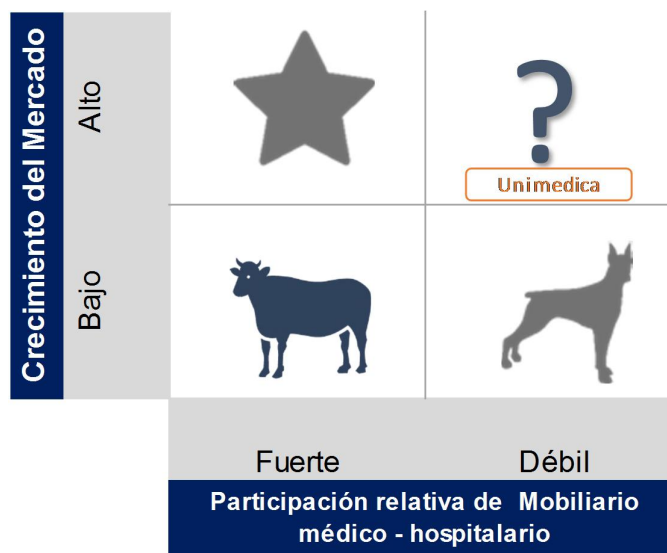 Crecimiento del Mercado
Alto
Bajo
?
Unimedica
Fuerte
Débil
Participación relativa de Mobiliario
médico - hospitalario